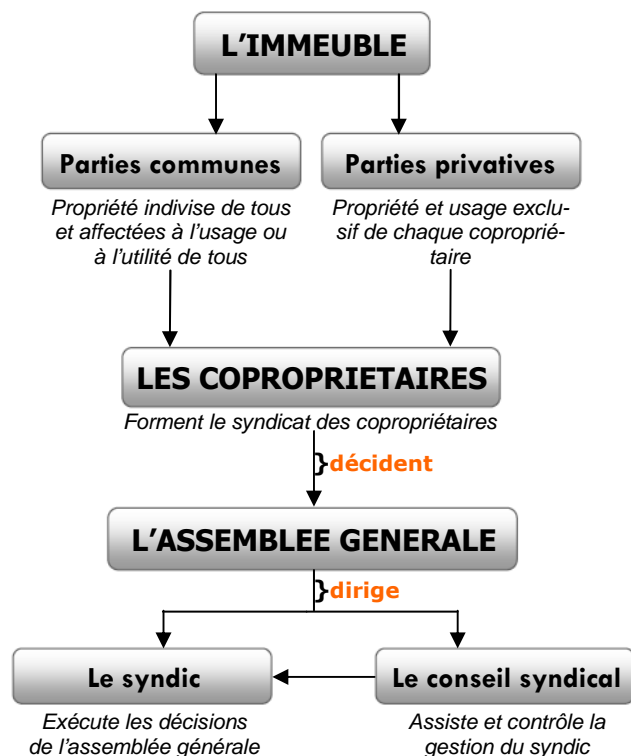 L'IMMEUBLE
Parties communes
Parties privatives
Propriété indivise de tous
et affectées à l'usage ou
à l'utilité de tous
Propriété et usage exclu-
sif de chaque coproprié-
taire
LES COPROPRIETAIRES
Forment le syndicat des copropriétaires
}décident
L'ASSEMBLEE GENERALE
}dirige
Le syndic
Le conseil syndical
Exécute les décisions
de l'assemblée générale
Assiste et contrôle la
gestion du syndic